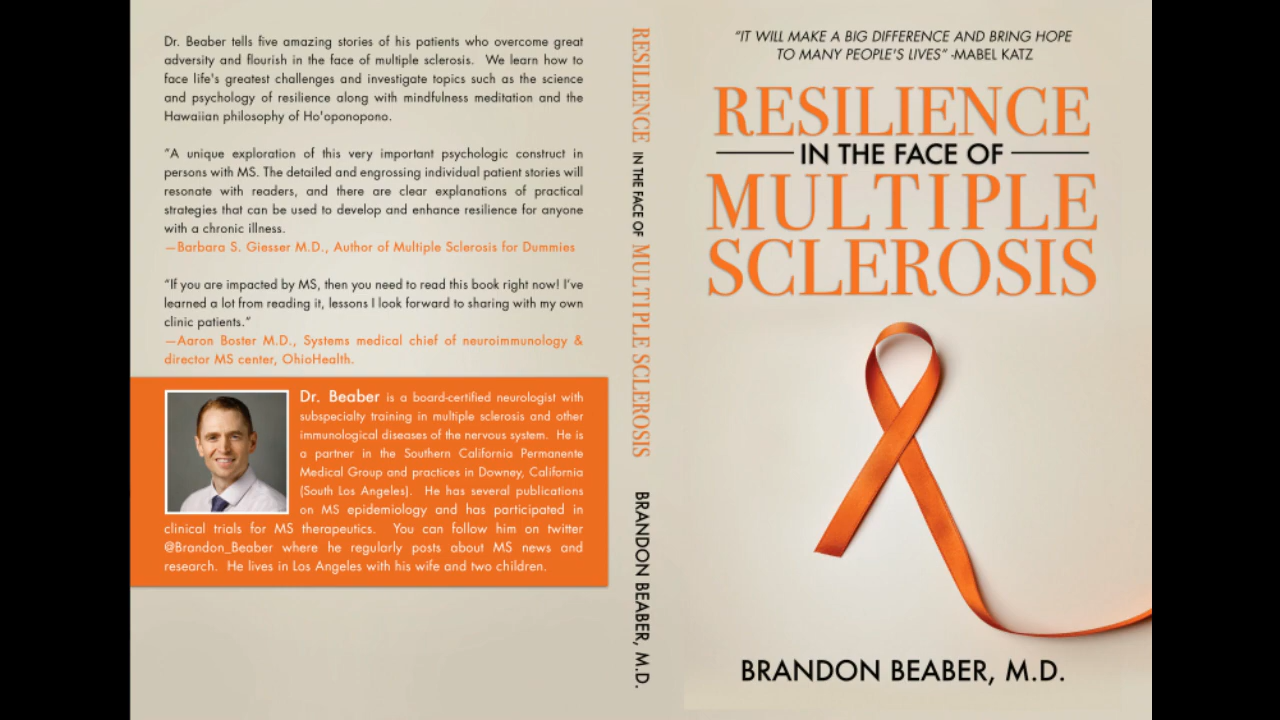 Dr. Beaber tells five amazing stories of his patients who overcome great
adversity and flourish in the face of multiple sclerosis. We learn how to
face life's greatest challenges and investigate topics such as the science
and psychology of resilience along with mindfulness meditation and the
Hawaiian philosophy of Ho'oponopono.
"A unique exploration of this very important psychologic construct in
persons with MS. The detailed and engrossing individual patient stories will
resonate with readers, and there are clear explanations of practical
strategies that can be used to develop and enhance resilience for anyone
with a chronic illness.
—Barbara S. Giesser M.D., Author of Multiple Sclerosis for Dummies
"If you are impacted by MS, then you need to read this book right now! I've
learned a lot from reading it, lessons I look forward to sharing with my own
clinic patients."
—Aaron Boster M.D., Systems medical chief of neuroimmunology &
director MS center, OhioHealth.
Dr. Beaber is a board-certified neurologist with
subspecialty training in multiple sclerosis and other
immunological diseases of the nervous system. He is
a partner in the Southern California Permanente
Medical Group and practices in Downey, California
(South Los Angeles). He has several publications
on MS epidemiology and has participated in
clinical trials for MS therapeutics. You can follow him on twitter
@Brandon_Beaber where he regularly posts about MS news and
research. He lives in Los Angeles with his wife and two children.
RESILIENCE IN THE FACE OF MULTIPLE SCLEROSIS BRANDON BEABER, M.D.
"IT WILL MAKE A BIG DIFFERENCE AND BRING HOPE
TO MANY PEOPLE'S LIVES" -MABEL KATZ
RESILIENCE
IN THE FACE OF
MULTIPLE
SCLEROSIS
BRANDON BEABER, M.D.